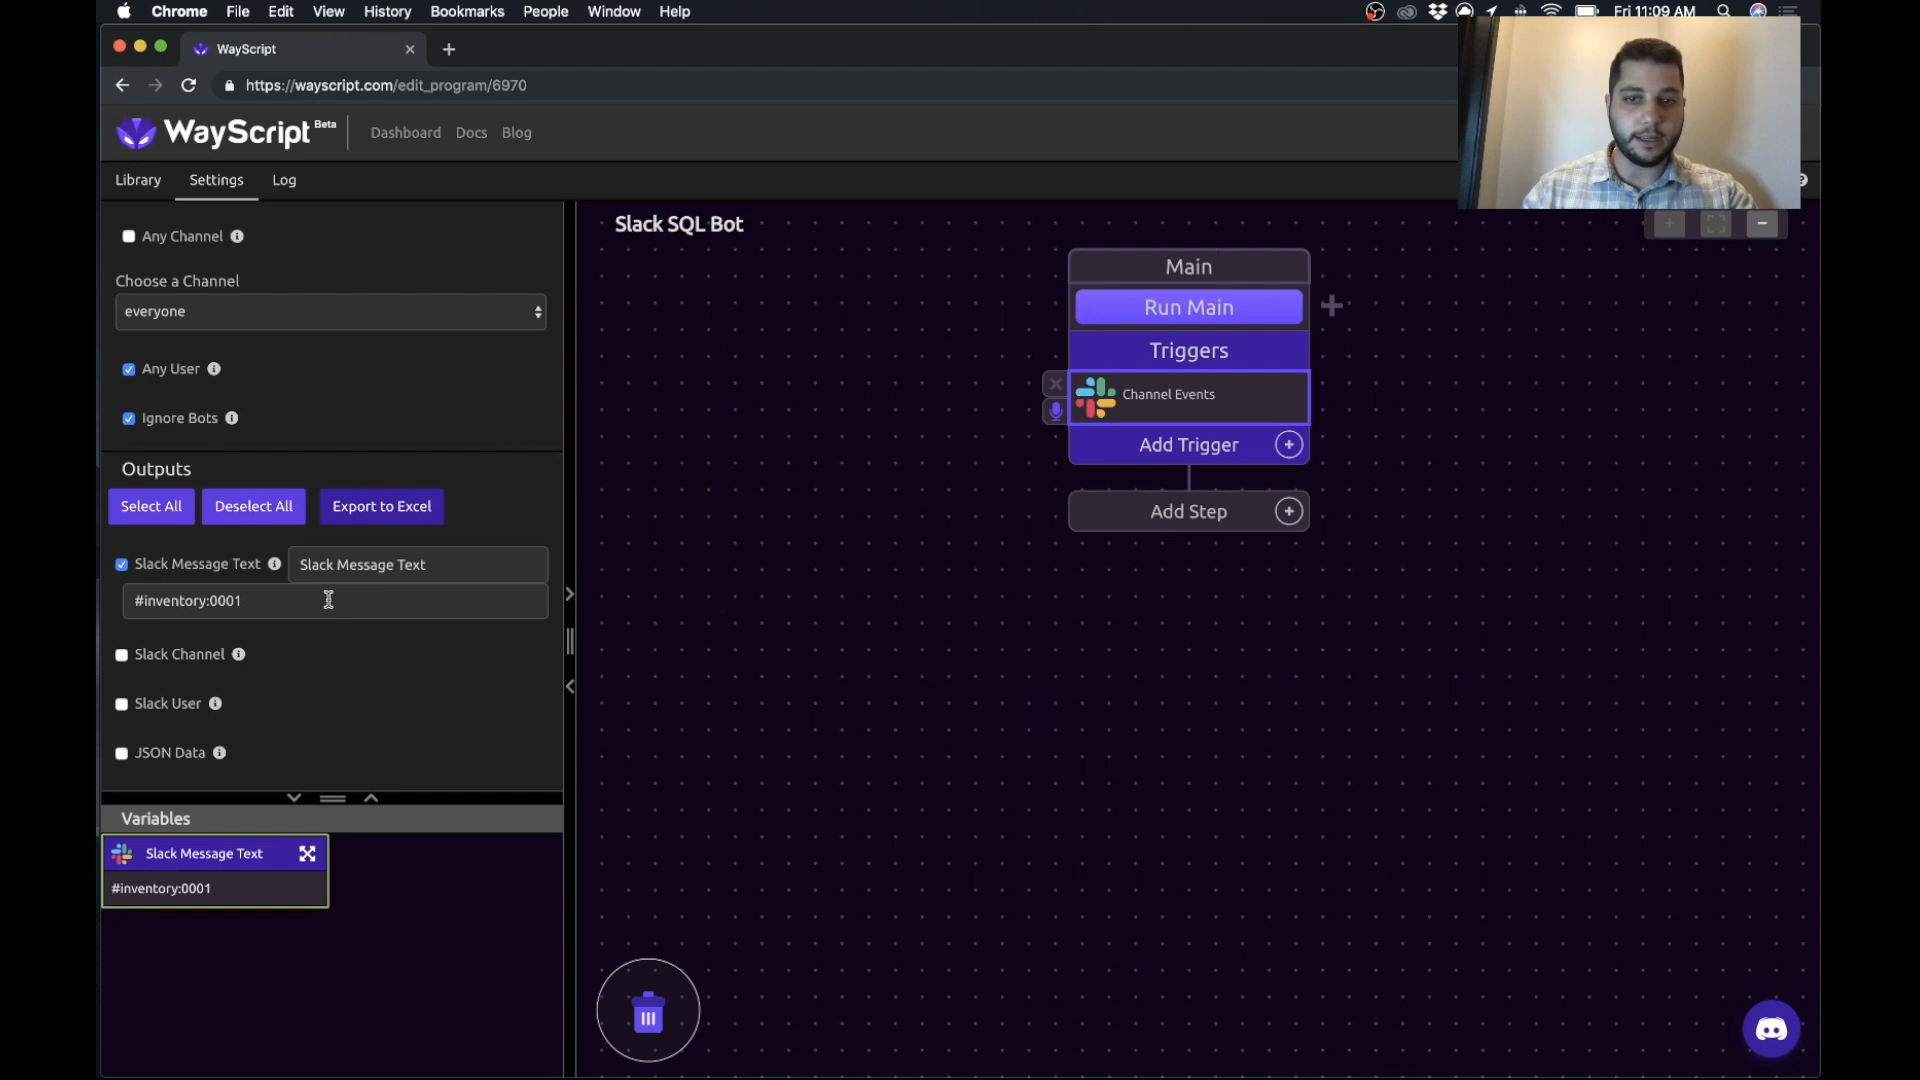 Chrome File Edit View History Bookmarks People Window Help
Fri 11:09 AM
WayScript
https://wayscript.com/edit_program/6970
WayScript Beta
Dashboard Docs Blog
Library Settings Log
Any Channel
Choose a Channel
everyone
Any User
Ignore Bots
Outputs
Select All Deselect All Export to Excel
Slack Message Text Slack Message Text
#inventory:0001
Slack Channel
Slack User
JSON Data
Variables
Slack Message Text
#inventory:0001
Slack SQL Bot
Main
Run Main
Triggers
Channel Events
Add Trigger
Add Step